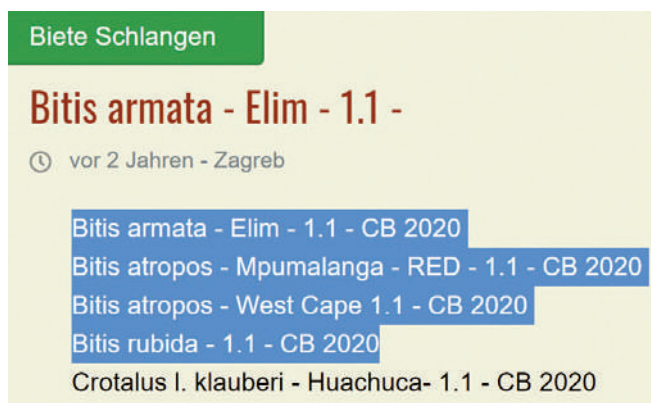 Biete Schlangen
Bitis armata - Elim - 1.1 -
vor 2 Jahren - Zagreb
Bitis armata - Elim - 1.1 - CB 2020
Bitis atropos - Mpumalanga - RED - 1.1 - CB 2020
Bitis atropos - West Cape 1.1 - CB 2020
Bitis rubida - 1.1 - CB 2020
Crotalus l. klauberi - Huachuca- 1.1 - CB 2020